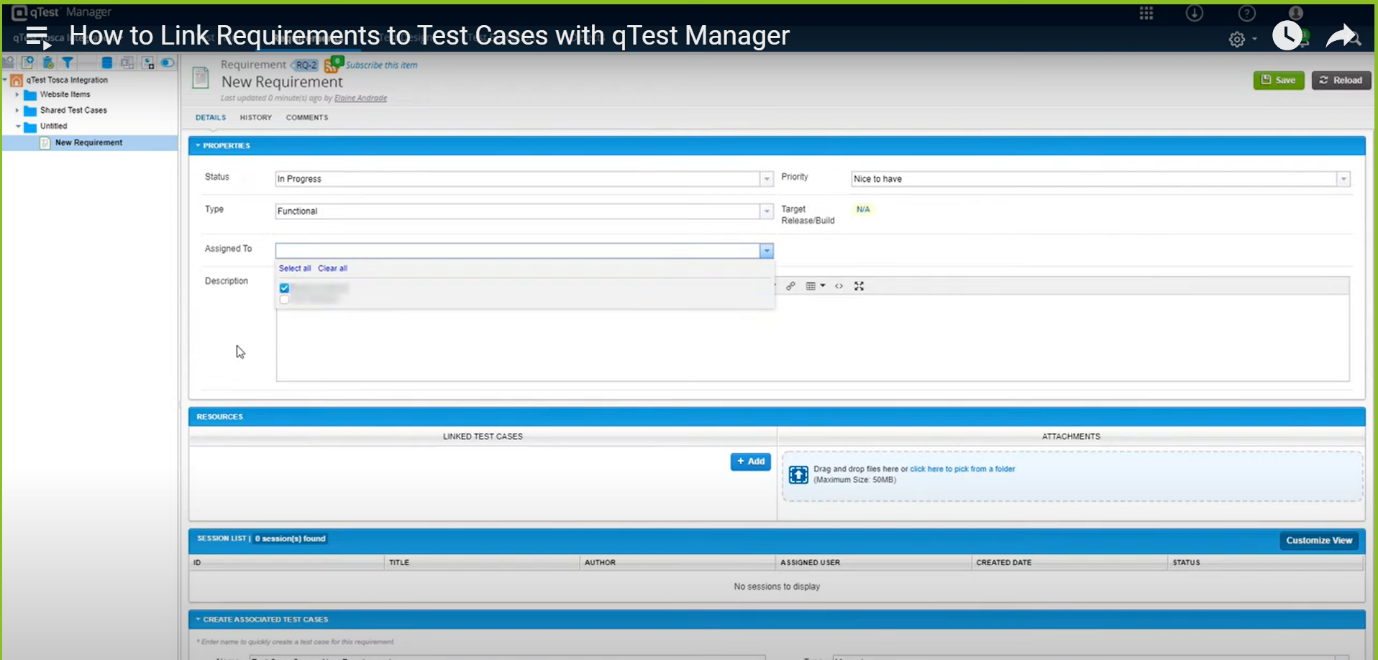 qTest Manager
How to Link Requirements to Test Cases with qTest Manager
Requirement RQ-2 Subscribe this item
New Requirement
Last updated 0 minute(s) ago by Elaine Andrade
Save
Reload
qTest Tosca Integration
Website Items
Shared Test Cases
Untitled
New Requirement
DETAILS HISTORY COMMENTS
PROPERTIES
Status In Progress Priority Nice to have
Type Functional Target Release/Build N/A
Assigned To
Select all Clear all
Description
RESOURCES
LINKED TEST CASES ATTACHMENTS
+ Add
Drag and drop files here or click here to pick from a folder
(Maximum Size: 50MB)
SESSION LIST | 0 session(s) found Customize View
ID TITLE AUTHOR ASSIGNED USER CREATED DATE STATUS
No sessions to display
CREATE ASSOCIATED TEST CASES
* Enter name to quickly create a test case for this requirement.